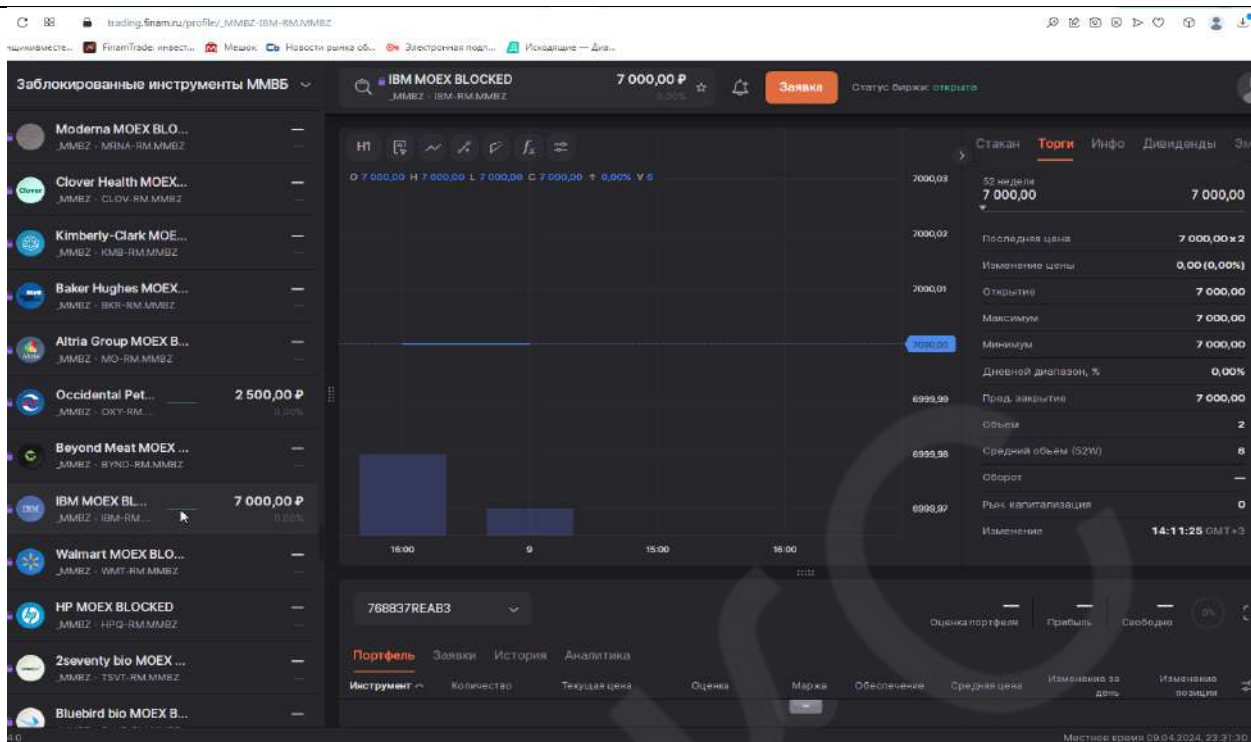 trading.finam.ru/profile/_MMBZ-IBM-RM.MMBZ
FinamTrade: инвест... Мешок Новости рынка об... Электронная подп... Исходящие — Диа...
Заблокированные инструменты ММВБ
IBM MOEX BLOCKED
_MMBZ · IBM-RM.MMBZ
7 000,00 ₽
0,00%
Заявка
Статус биржи: открыта
Moderna MOEX BLO... —
_MMBZ · MRNA-RM.MMBZ
Clover Health MOEX... —
_MMBZ · CLOV-RM.MMBZ
Kimberly-Clark MOE... —
_MMBZ · KMB-RM.MMBZ
Baker Hughes MOEX... —
_MMBZ · BKR-RM.MMBZ
Altria Group MOEX B... —
_MMBZ · MO-RM.MMBZ
Occidental Pet... 2 500,00 ₽
_MMBZ · OXY-RM.... 0,00%
Beyond Meat MOEX ... —
_MMBZ · BYND-RM.MMBZ
IBM MOEX BL... 7 000,00 ₽
_MMBZ · IBM-RM.... 0,00%
Walmart MOEX BLO... —
_MMBZ · WMT-RM.MMBZ
HP MOEX BLOCKED —
_MMBZ · HPQ-RM.MMBZ
2seventy bio MOEX ... —
_MMBZ · TSVT-RM.MMBZ
Bluebird bio MOEX B... —
H1
O 7 000,00 H 7 000,00 L 7 000,00 C 7 000,00 0,00% V 6
7000,03
7000,02
7000,01
7000,00
6999,99
6999,98
6999,97
16:00 9 15:00 16:00
Стакан Торги Инфо Дивиденды Эм
52 недели
7 000,00 7 000,00
Последняя цена 7 000,00 x 2
Изменение цены 0,00 (0,00%)
Открытие 7 000,00
Максимум 7 000,00
Минимум 7 000,00
Дневной диапазон, % 0,00%
Пред. закрытие 7 000,00
Объем 2
Средний объём (52W) 6
Оборот —
Рын. капитализация 0
Изменение 14:11:25 GMT+3
768837REAB3
Оценка портфеля Прибыль Свободно 0%
Портфель Заявки История Аналитика
Инструмент Количество Текущая цена Оценка Маржа Обеспечение Средняя цена Изменение за день Изменение позиции
Местное время 09.04.2024, 23:31:30